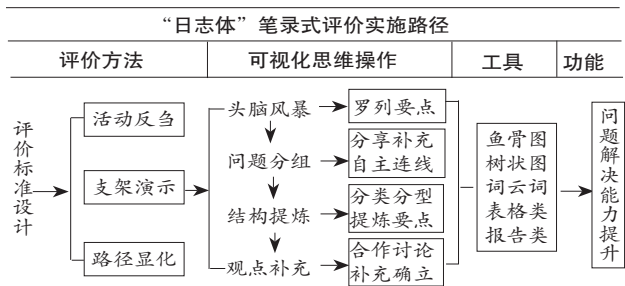 “日志体”笔录式评价实施路径
评价方法
可视化思维操作
工具
功能
评价标准设计
活动反刍
支架演示
路径显化
头脑风暴
问题分组
结构提炼
观点补充
罗列要点
分享补充
自主连线
分类分型
提炼要点
合作讨论
补充确立
鱼骨图
树状图
词云词
表格类
报告类
问题解决能力提升